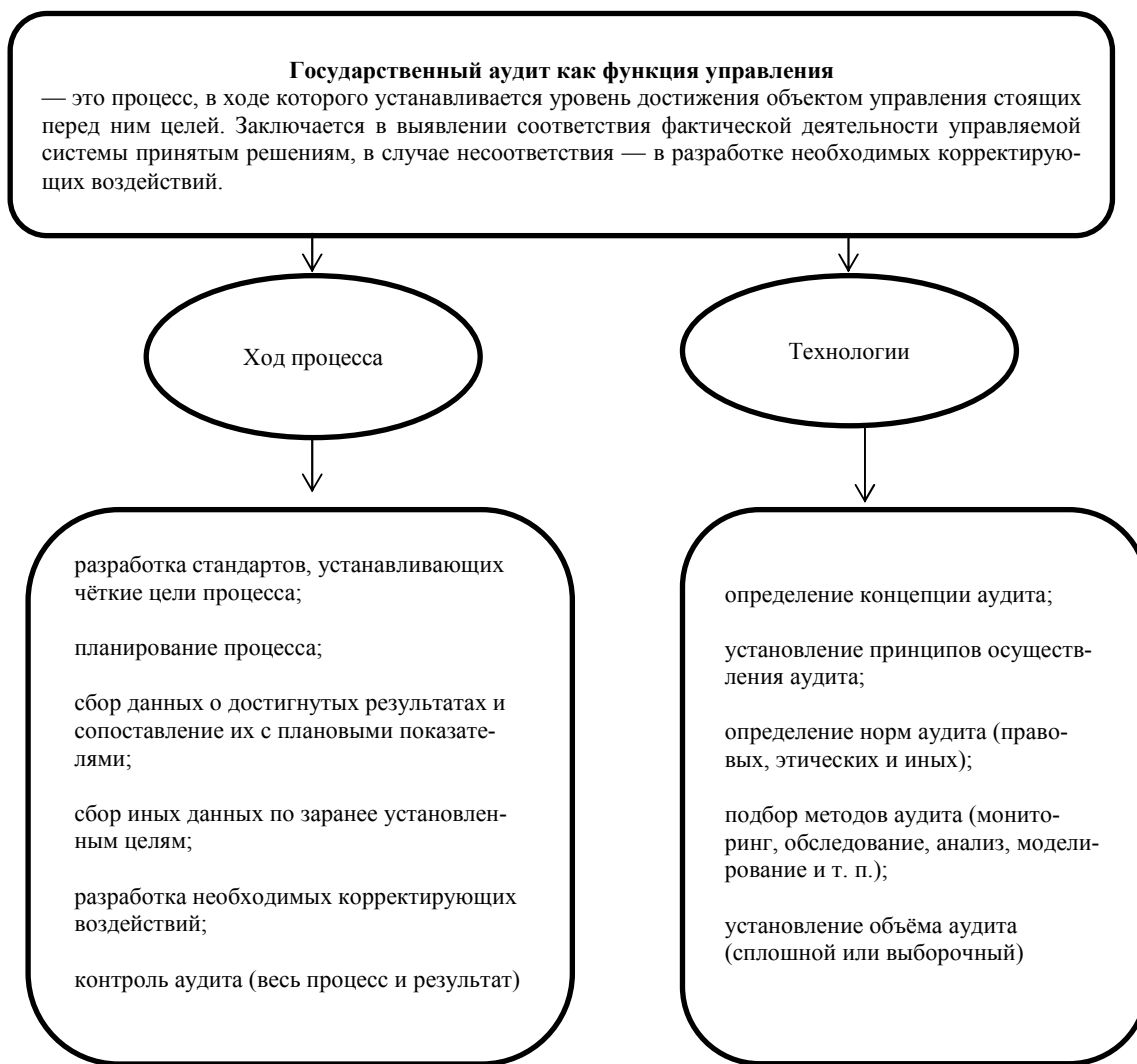 Государственный аудит как функция управления
— это процесс, в ходе которого устанавливается уровень достижения объектом управления стоящих
перед ним целей. Заключается в выявлении соответствия фактической деятельности управляемой
системы принятым решениям, в случае несоответствия — в разработке необходимых корректирую-
щих воздействий.
Ход процесса
Технологии
разработка стандартов, устанавливающих
чёткие цели процесса;
планирование процесса;
сбор данных о достигнутых результатах и
сопоставление их с плановыми показате-
лями;
сбор иных данных по заранее установлен-
ным целям;
разработка необходимых корректирующих
воздействий;
контроль аудита (весь процесс и результат)
определение концепции аудита;
установление принципов осуществ-
ления аудита;
определение норм аудита (право-
вых, этических и иных);
подбор методов аудита (монито-
ринг, обследование, анализ, модели-
рование и т. п.);
установление объёма аудита
(сплошной или выборочный)